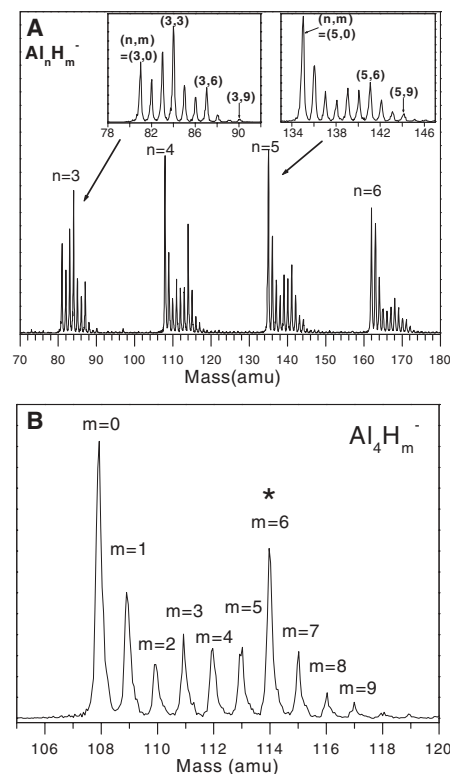 A
Al_nH_m^-
(n,m)
=(3,0)
(3,3)
(3,6)
(3,9)
78 82 86 90
(n,m)
=(5,0)
(5,6)
(5,9)
134 138 142 146
n=3
n=4
n=5
n=6
70 80 90 100 110 120 130 140 150 160 170 180
Mass(amu)
B
Al_4H_m^-
m=0
m=1
m=2
m=3
m=4
m=5
*
m=6
m=7
m=8
m=9
106 108 110 112 114 116 118 120
Mass (amu)